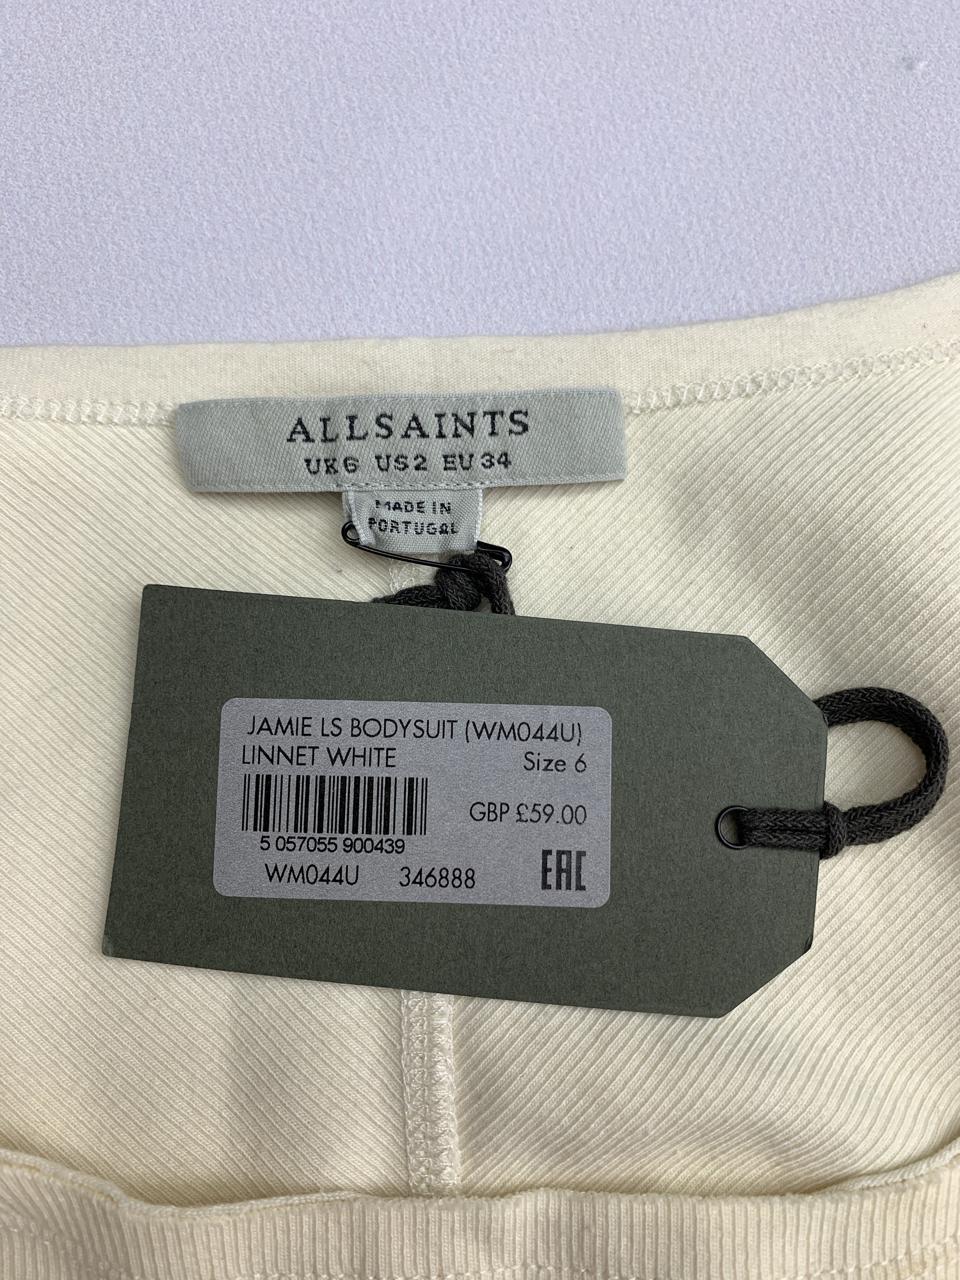 ALLSAINTS
UK6 US2 EU34
MADE IN
PORTUGAL
JAMIE LS BODYSUIT (WM044U)
LINNET WHITE
Size 6
GBP £59.00
5 057055 900439
WM044U 346888
EAC